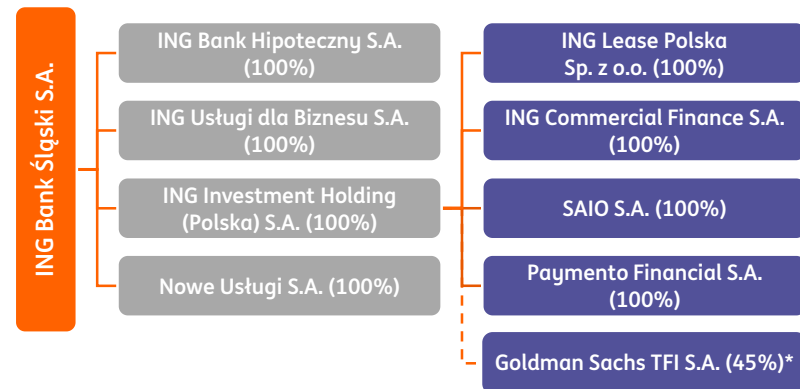 ING Bank Śląski S.A.
ING Bank Hipoteczny S.A.
(100%)
ING Usługi dla Biznesu S.A.
(100%)
ING Investment Holding
(Polska) S.A. (100%)
Nowe Usługi S.A. (100%)
ING Lease Polska
Sp. z o.o. (100%)
ING Commercial Finance S.A.
(100%)
SAIO S.A. (100%)
Paymento Financial S.A.
(100%)
Goldman Sachs TFI S.A. (45%)*